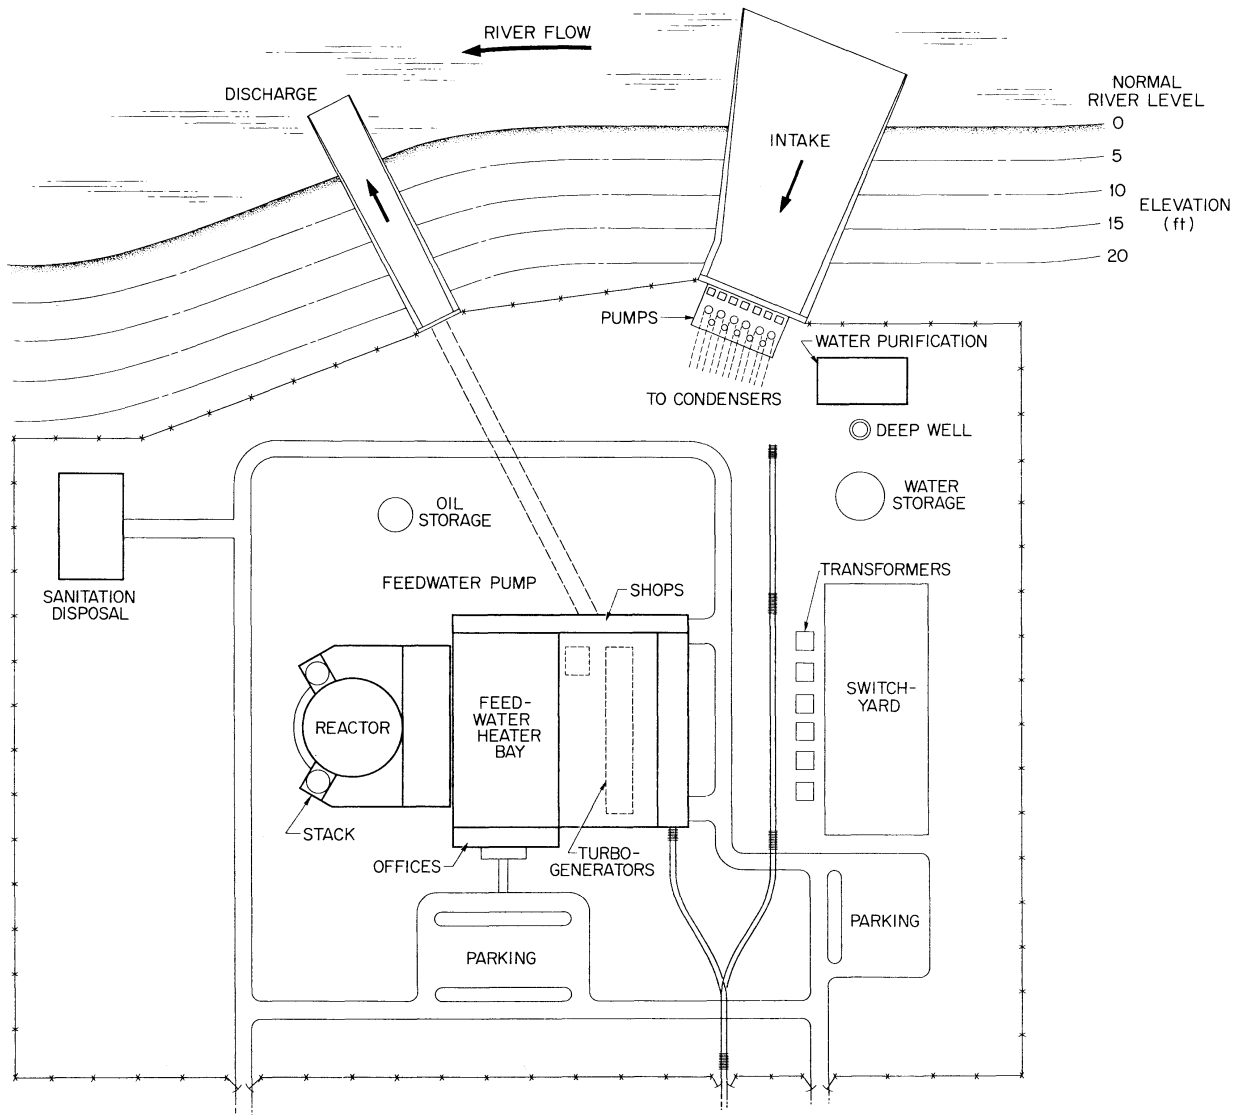 RIVER FLOW
DISCHARGE
NORMAL
RIVER LEVEL
0
INTAKE
5
10
ELEVATION
(ft)
15
20
PUMPS
WATER PURIFICATION
TO CONDENSERS
DEEP WELL
OIL
STORAGE
WATER
STORAGE
FEEDWATER PUMP
SHOPS
TRANSFORMERS
SANITATION
DISPOSAL
FEED-
WATER
HEATER
BAY
SWITCH-
YARD
REACTOR
STACK
OFFICES
TURBO-
GENERATORS
PARKING
PARKING